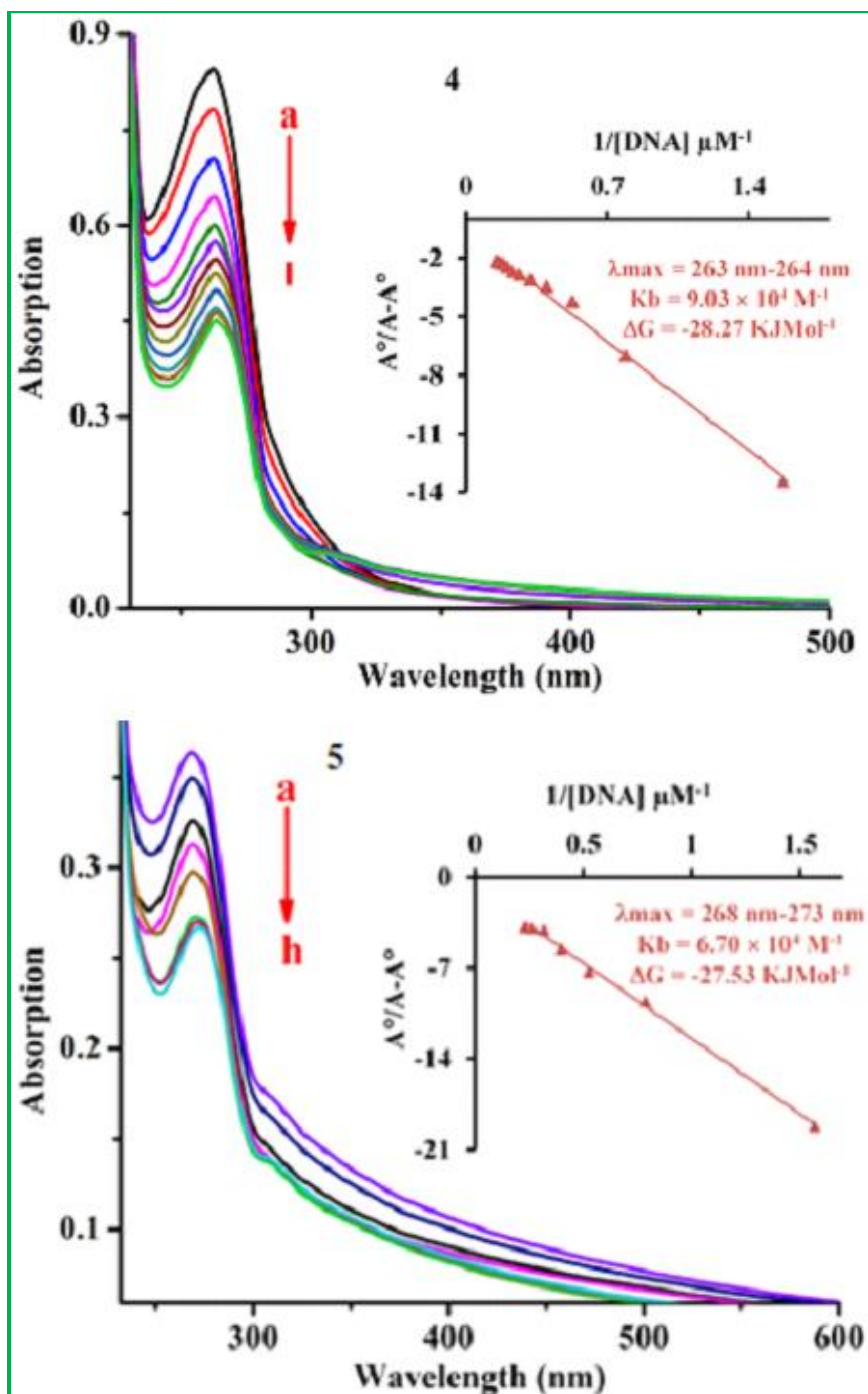 0.9
4
a
1/[DNA] µM⁻¹
0 0.7 1.4
0.6
i
-2
λmax = 263 nm-264 nm
Kb = 9.03 × 10⁴ M⁻¹
-5
ΔG = -28.27 KJMol⁻¹
A°/A-A°
Absorption
-8
0.3
-11
-14
0.0
300 400 500
Wavelength (nm)
5
a
1/[DNA] µM⁻¹
0 0.5 1 1.5
0.3
0
λmax = 268 nm-273 nm
h
Kb = 6.70 × 10⁴ M⁻¹
-7
ΔG = -27.53 KJMol⁻¹
A°/A-A°
Absorption
0.2
-14
-21
0.1
300 400 500 600
Wavelength (nm)